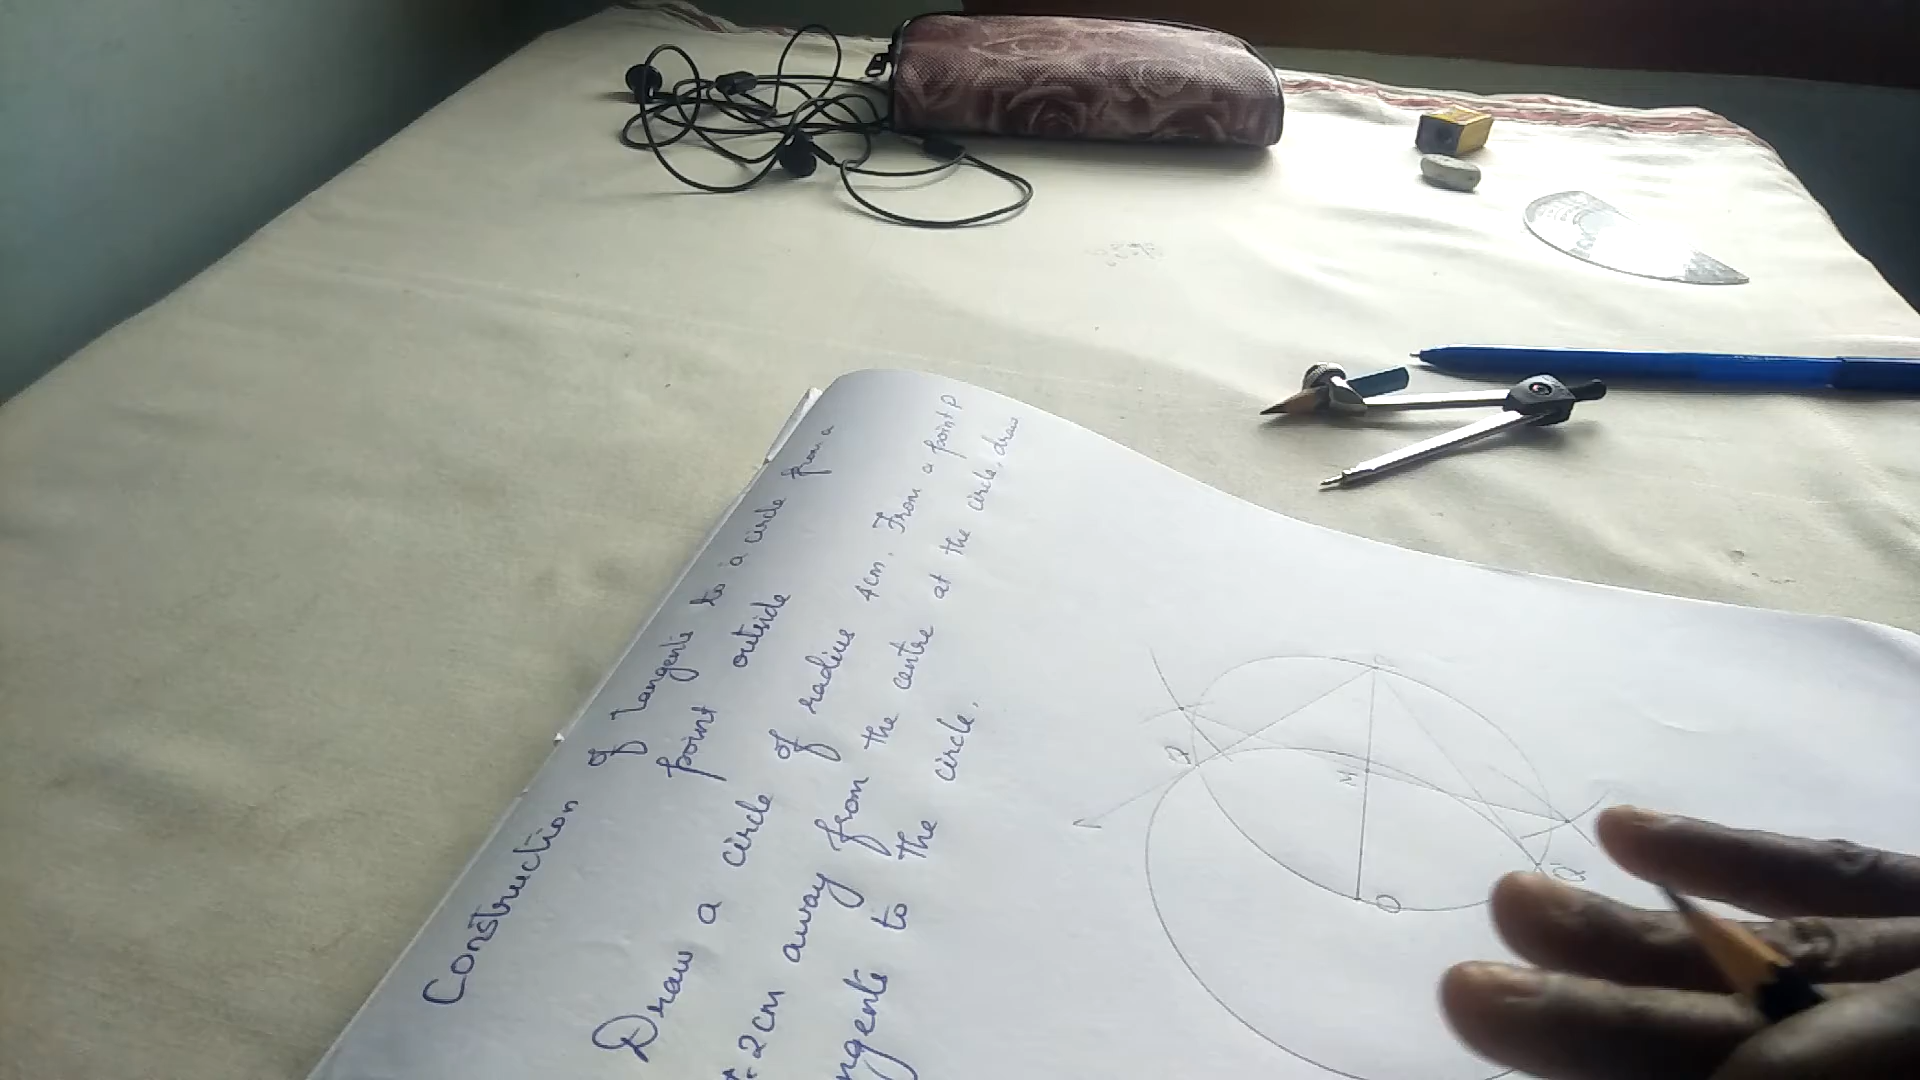 Construction of tangents to a circle from a
point outside
Draw a circle of radius 4cm. From a point P
2cm away from the centre at the circle, draw
ngents to the circle.
P
Q
M
O
Q'